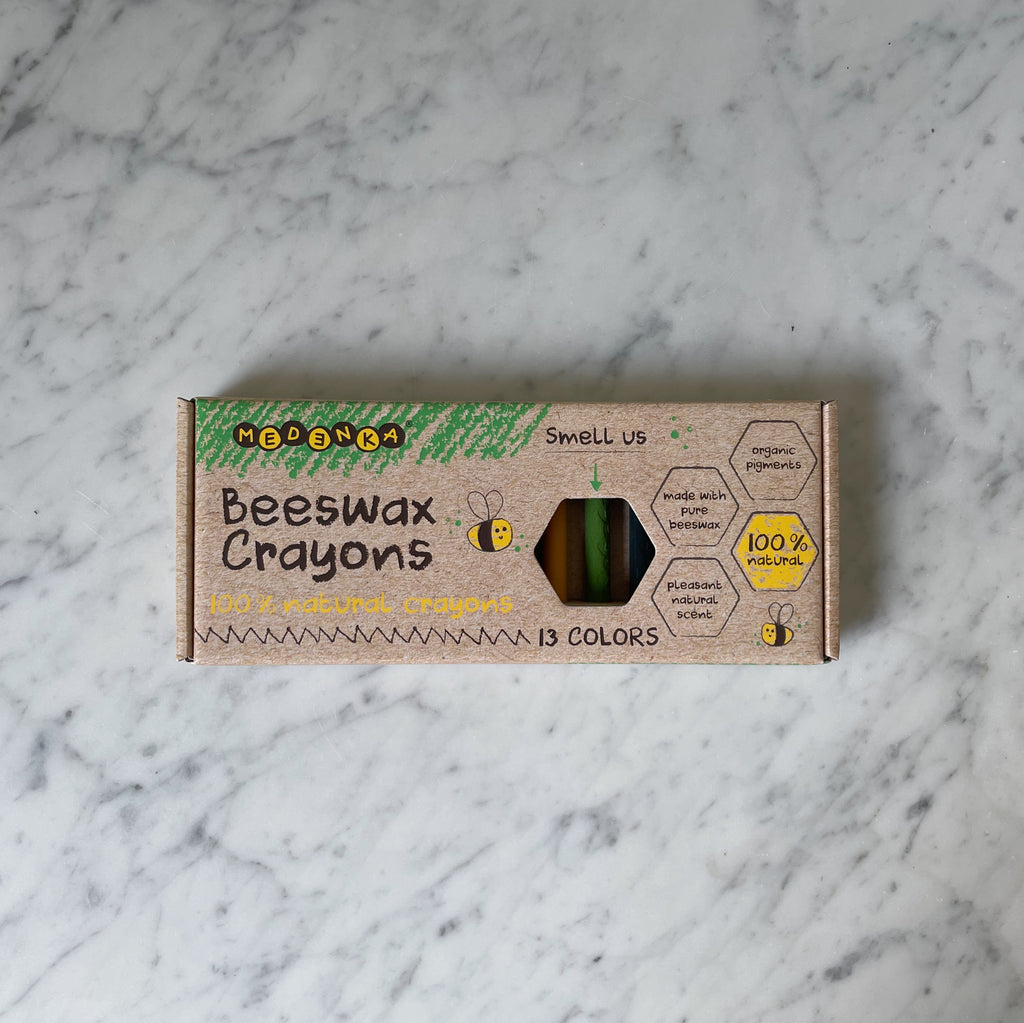 MEDENKA®
Beeswax
Crayons
100% natural crayons
13 COLORS
Smell us
organic
pigments
made with
pure
beeswax
100%
natural
pleasant
natural
scent